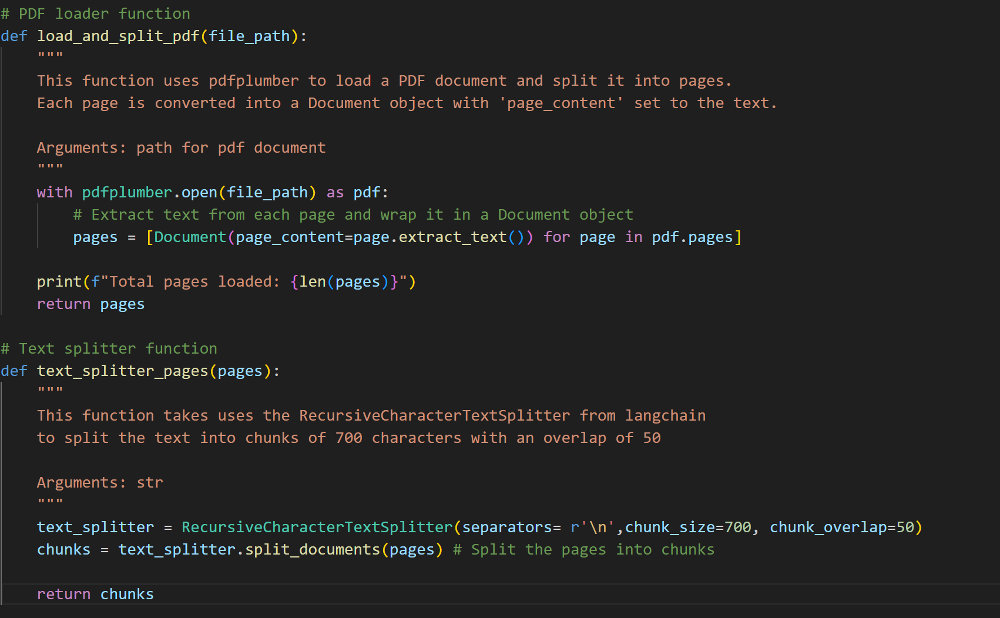 # PDF loader function
def load_and_split_pdf(file_path):
    """
    This function uses pdfplumber to load a PDF document and split it into pages.
    Each page is converted into a Document object with 'page_content' set to the text.

    Arguments: path for pdf document
    """
    with pdfplumber.open(file_path) as pdf:
        # Extract text from each page and wrap it in a Document object
        pages = [Document(page_content=page.extract_text()) for page in pdf.pages]

    print(f"Total pages loaded: {len(pages)}")
    return pages

# Text splitter function
def text_splitter_pages(pages):
    """
    This function takes uses the RecursiveCharacterTextSplitter from langchain
    to split the text into chunks of 700 characters with an overlap of 50

    Arguments: str
    """
    text_splitter = RecursiveCharacterTextSplitter(separators= r'\n',chunk_size=700, chunk_overlap=50)
    chunks = text_splitter.split_documents(pages) # Split the pages into chunks

    return chunks